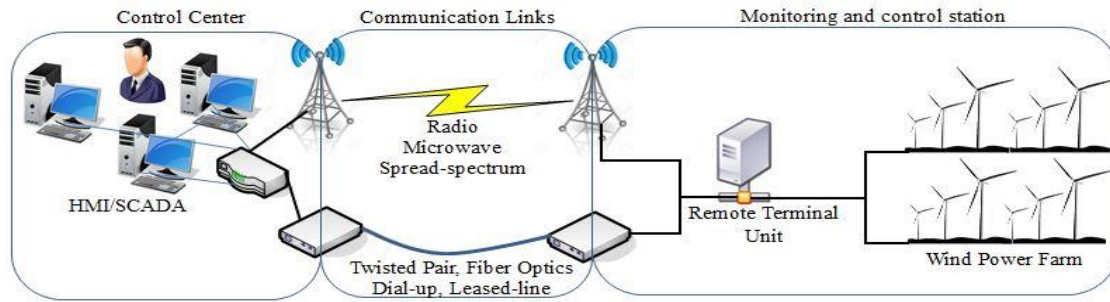 Control Center
Communication Links
Monitoring and control station
HMI/SCADA
Radio
Microwave
Spread-spectrum
Twisted Pair, Fiber Optics
Dial-up, Leased-line
Remote Terminal
Unit
Wind Power Farm